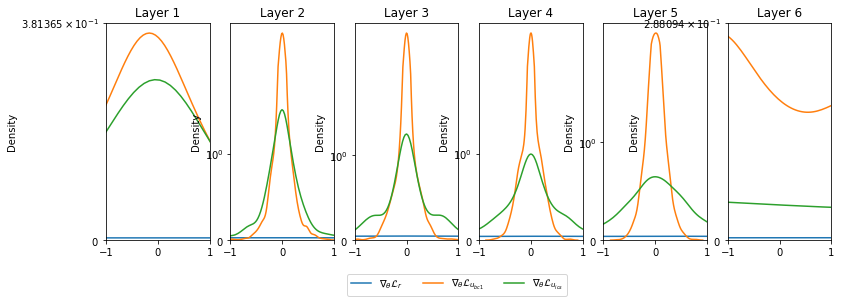 Layer 1 Layer 2 Layer 3 Layer 4 Layer 5 Layer 6
3.81365 × 10⁻¹ 2.88094 × 10⁻¹
Density Density Density Density Density Density
10⁰ 10⁰ 10⁰ 10⁰
0 0 0 0 0 0
−1 0 1 −1 0 1 −1 0 1 −1 0 1 −1 0 1 −1 0 1
∇θℒr ∇θℒu_bc1 ∇θℒu_ics